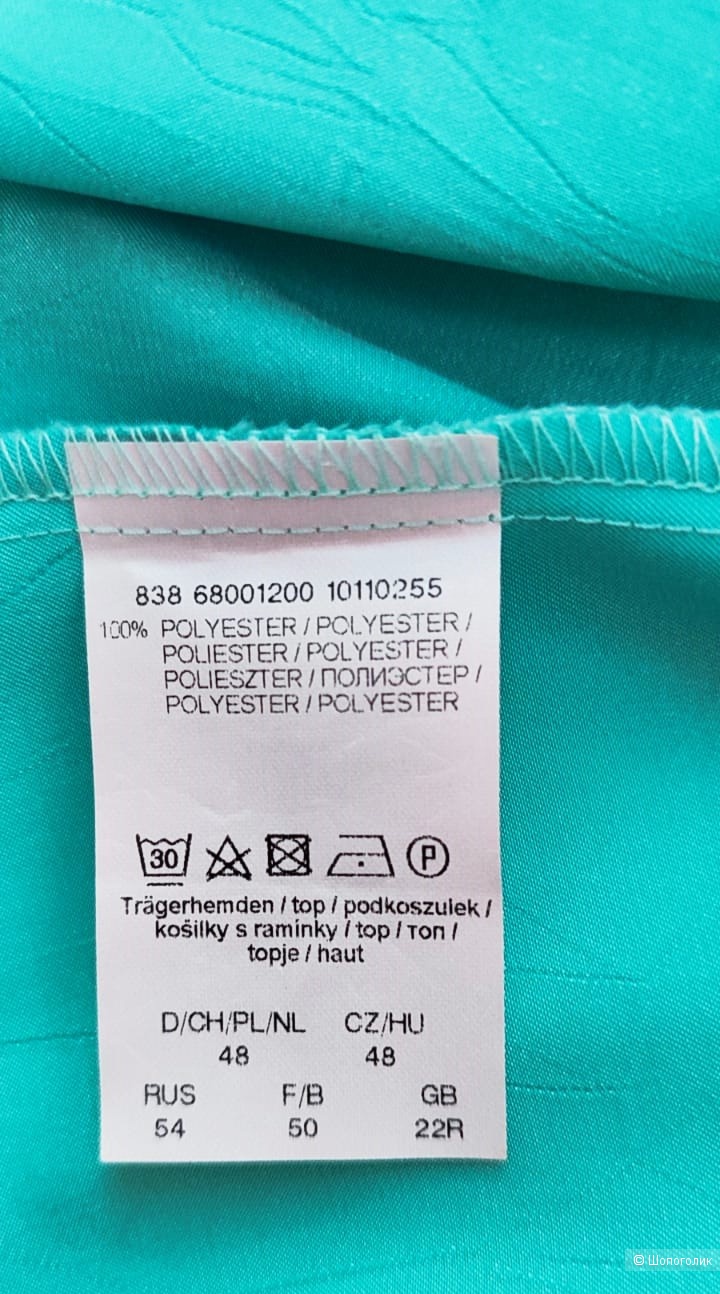 838 68001200 10110255
100% POLYESTER / POLYESTER /
POLIESTER / POLYESTER /
POLIESZTER / ПОЛИЭСТЕР /
POLYESTER / POLYESTER
30 P
Trägerhemden / top / podkoszulek /
košilky s ramínky / top / топ /
topje / haut
D/CH/PL/NL CZ/HU
48 48
RUS F/B GB
54 50 22R
© Шопоголик